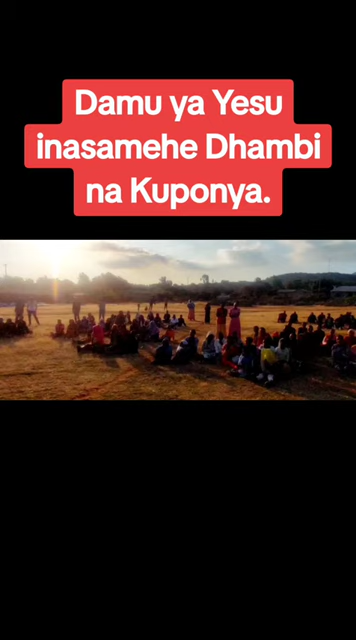 Damu ya Yesu
inasamehe Dhambi
na Kuponya.